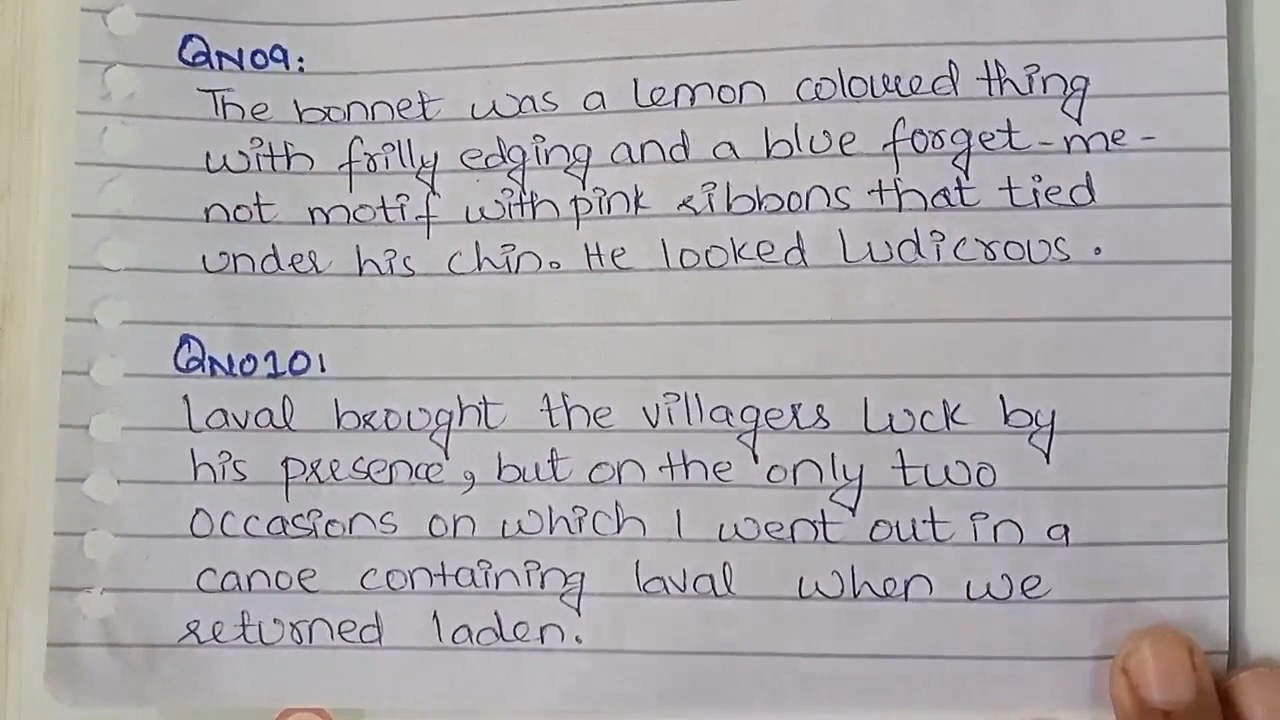 QNO9:
The bonnet was a lemon coloured thing
with frilly edging and a blue forget-me-
not motif with pink ribbons that tied
under his chin. He looked ludicrous.
QNO10:
Laval brought the villagers luck by
his presence, but on the only two
occasions on which I went out in a
canoe containing laval when we
returned laden.